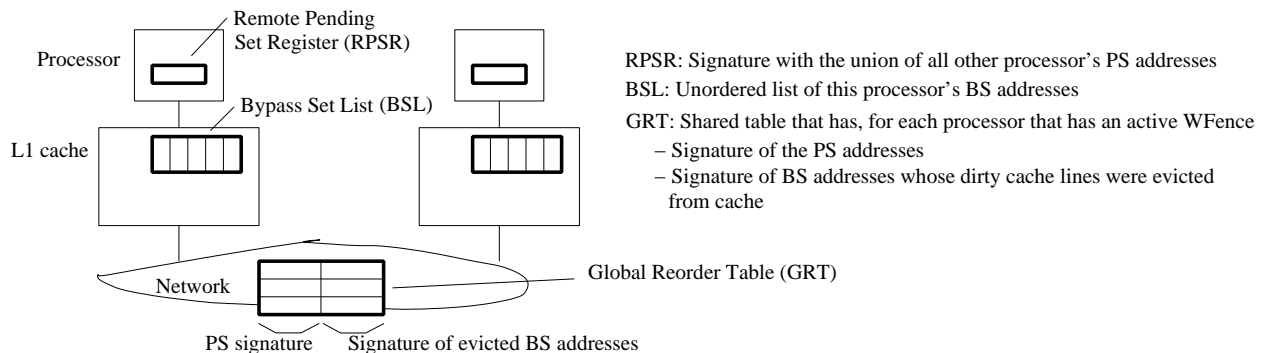 Remote Pending
Set Register (RPSR)
Processor
Bypass Set List (BSL)
L1 cache
Network
Global Reorder Table (GRT)
PS signature
Signature of evicted BS addresses
RPSR: Signature with the union of all other processor's PS addresses
BSL: Unordered list of this processor's BS addresses
GRT: Shared table that has, for each processor that has an active WFence
– Signature of the PS addresses
– Signature of BS addresses whose dirty cache lines were evicted
from cache